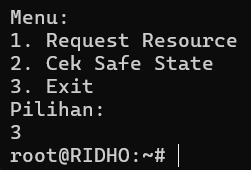 Menu:
1. Request Resource
2. Cek Safe State
3. Exit
Pilihan:
3
root@RIDHO:~#